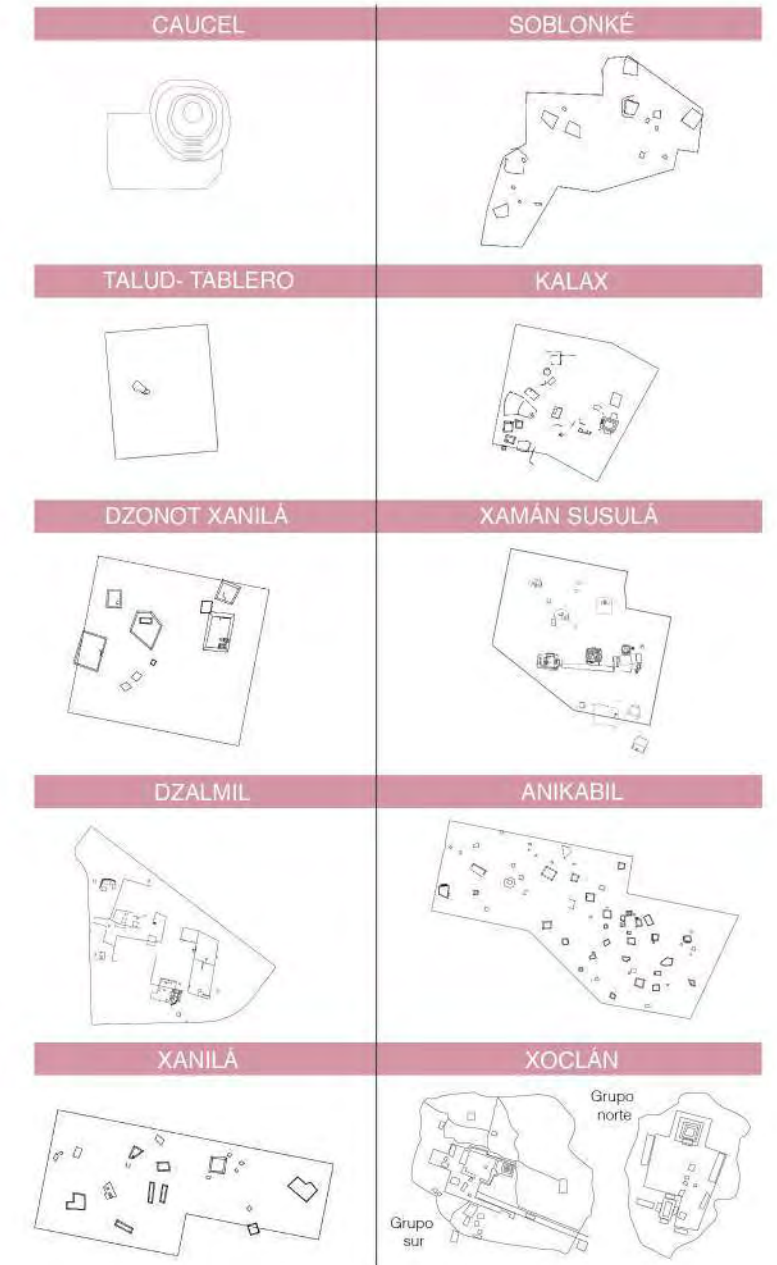 CAUCEL
SOBLONKÉ
TALUD- TABLERO
KALAX
DZONOT XANILÁ
XAMÁN SUSULÁ
DZALMIL
ANIKABIL
XANILÁ
XOCLÁN
Grupo
norte
Grupo
sur